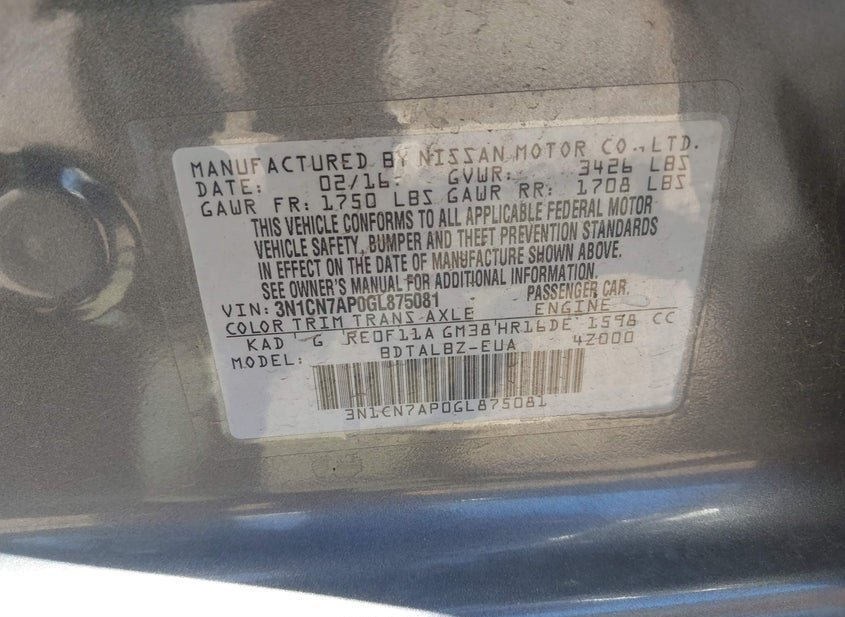 MANUFACTURED BY NISSAN MOTOR CO.,LTD.
DATE: 02/16 GVWR: 3426 LBS
GAWR FR: 1750 LBS GAWR RR: 1708 LBS
THIS VEHICLE CONFORMS TO ALL APPLICABLE FEDERAL MOTOR
VEHICLE SAFETY, BUMPER AND THEFT PREVENTION STANDARDS
IN EFFECT ON THE DATE OF MANUFACTURE SHOWN ABOVE.
SEE OWNER'S MANUAL FOR ADDITIONAL INFORMATION.
VIN: 3N1CN7AP0GL875081 PASSENGER CAR
COLOR TRIM TRANS AXLE ENGINE
KAD G RE0F11A GM38 HR16DE 1598 CC
MODEL: BDTALBZ-EUA 4Z000
3N1CN7AP0GL875081